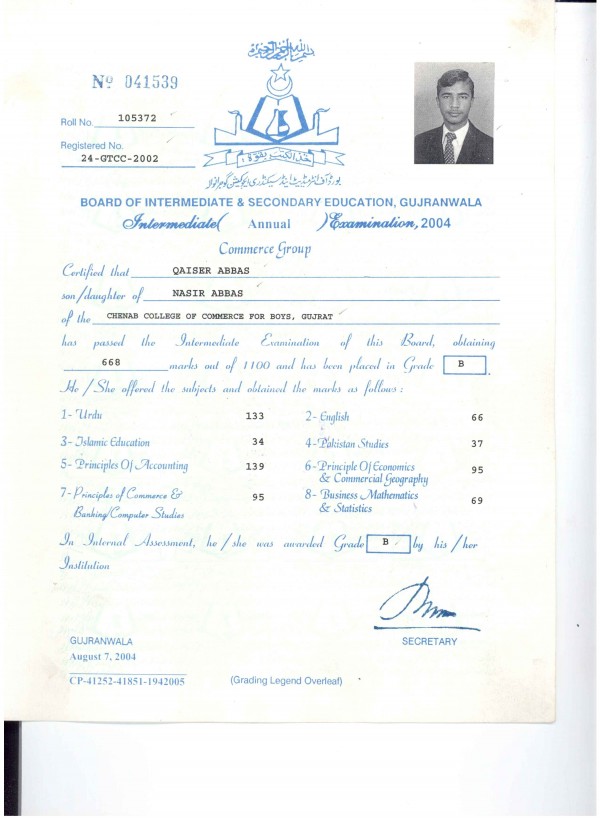 بسم الله الرحمن الرحيم
Nº 041539
Roll No. 105372
Registered No.
24-GTCC-2002
خذ الكتب بقوة
بورڈ آف انٹرمیڈیٹ اینڈ سیکنڈری ایجوکیشن گوجرانوالہ
BOARD OF INTERMEDIATE & SECONDARY EDUCATION, GUJRANWALA
Intermediate( Annual )Examination, 2004
Commerce Group
Certified that QAISER ABBAS
son/daughter of NASIR ABBAS
of the CHENAB COLLEGE OF COMMERCE FOR BOYS, GUJRAT
has passed the Intermediate Examination of this Board, obtaining
668 marks out of 1100 and has been placed in Grade B.
He/She offered the subjects and obtained the marks as follows:
1- Urdu 133 2- English 66
3- Islamic Education 34 4- Pakistan Studies 37
5- Principles Of Accounting 139 6- Principle Of Economics 95
& Commercial Geography
7- Principles of Commerce & 95 8- Business Mathematics 69
Banking/Computer Studies & Statistics
In Internal Assessment, he/she was awarded Grade B by his/her
Institution
GUJRANWALA SECRETARY
August 7, 2004
CP-41252-41851-1942005 (Grading Legend Overleaf)